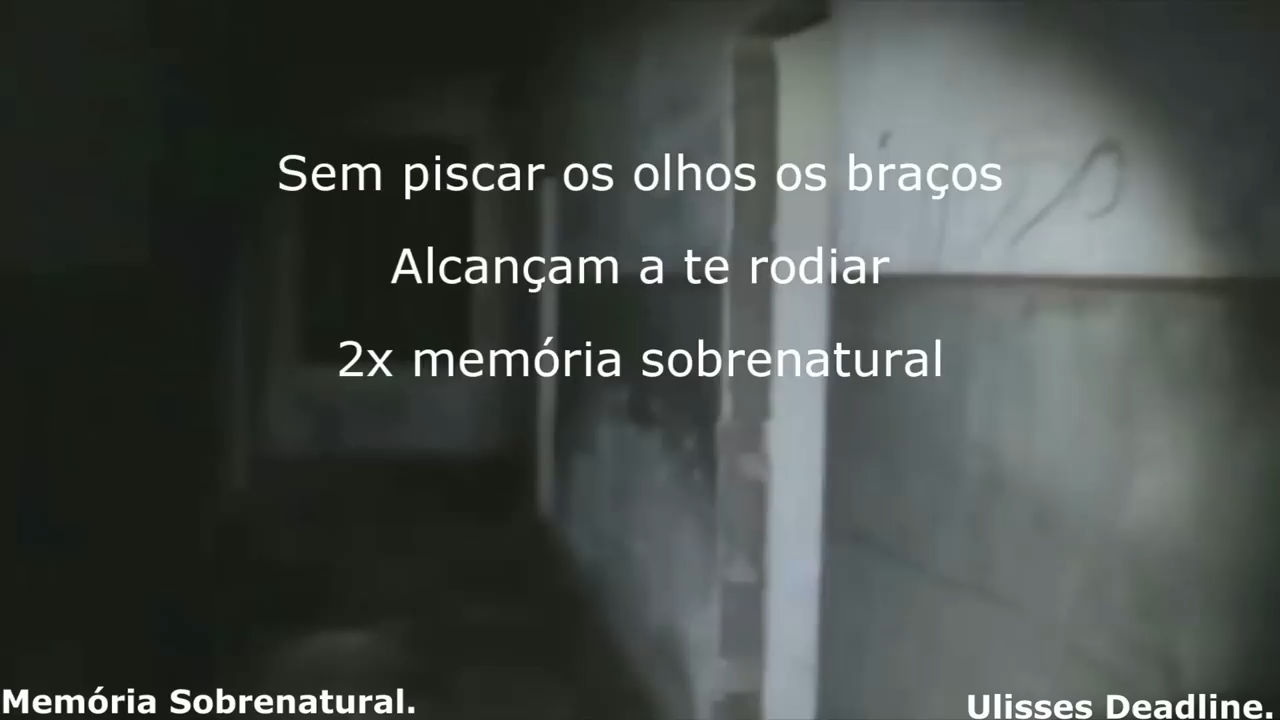 Sem piscar os olhos os braços
Alcançam a te rodiar
2x memória sobrenatural
Memória Sobrenatural.
Ulisses Deadline.